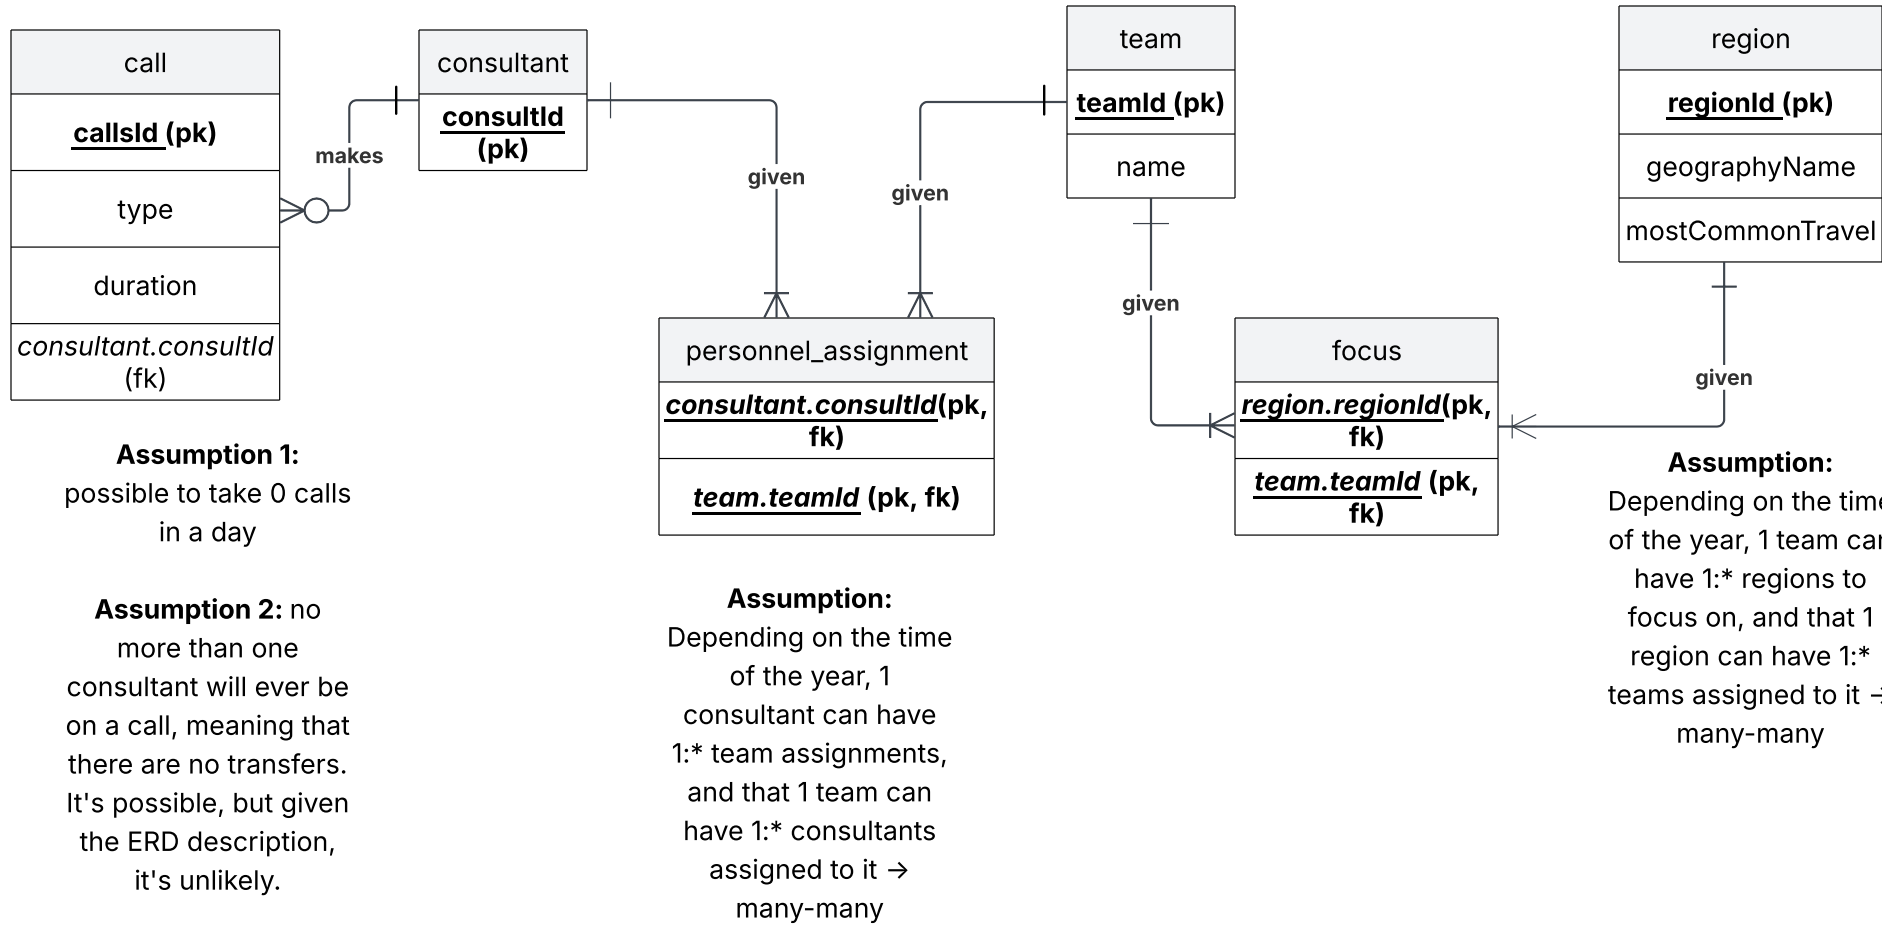 call
callsId (pk)
type
duration
consultant.consultId
(fk)
makes
consultant
consultId
(pk)
given
given
team
teamId (pk)
name
given
region
regionId (pk)
geographyName
mostCommonTravel
given
personnel_assignment
consultant.consultId(pk,
fk)
team.teamId (pk, fk)
focus
region.regionId(pk,
fk)
team.teamId (pk,
fk)
Assumption 1:
possible to take 0 calls
in a day
Assumption 2: no
more than one
consultant will ever be
on a call, meaning that
there are no transfers.
It's possible, but given
the ERD description,
it's unlikely.
Assumption:
Depending on the time
of the year, 1
consultant can have
1:* team assignments,
and that 1 team can
have 1:* consultants
assigned to it →
many-many
Assumption:
Depending on the time
of the year, 1 team can
have 1:* regions to
focus on, and that 1
region can have 1:*
teams assigned to it →
many-many